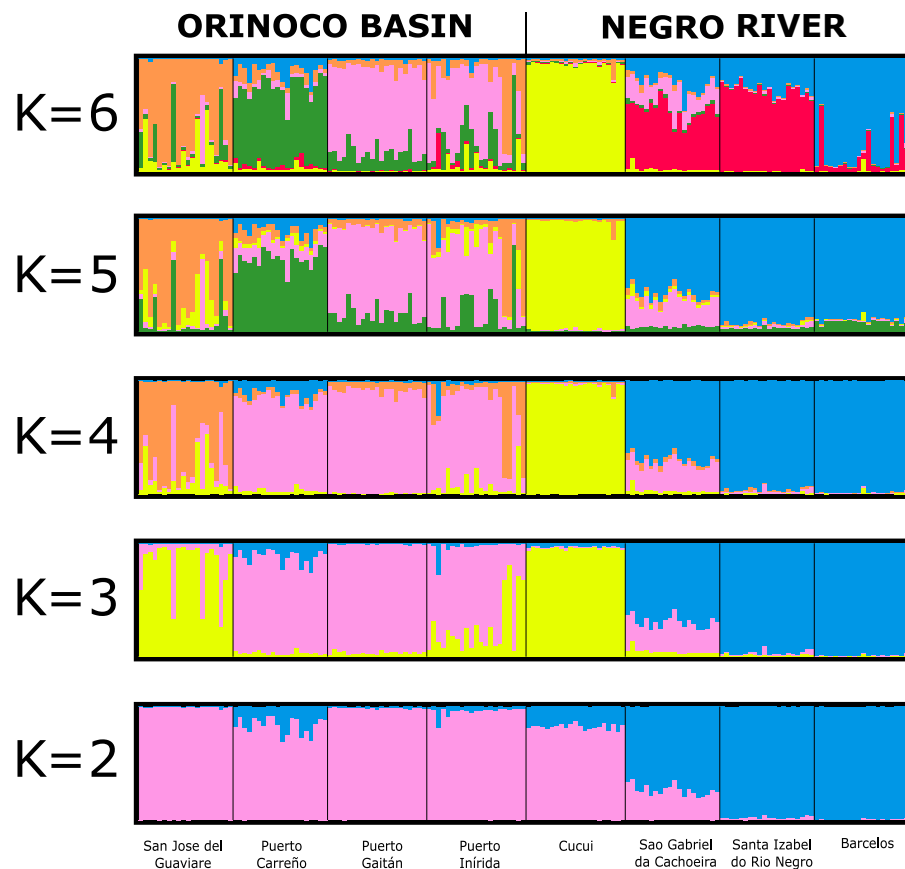 ORINOCO BASIN
NEGRO RIVER
K=6
K=5
K=4
K=3
K=2
San Jose del
Guaviare
Puerto
Carreño
Puerto
Gaitán
Puerto
Inírida
Cucui
Sao Gabriel
da Cachoeira
Santa Izabel
do Rio Negro
Barcelos